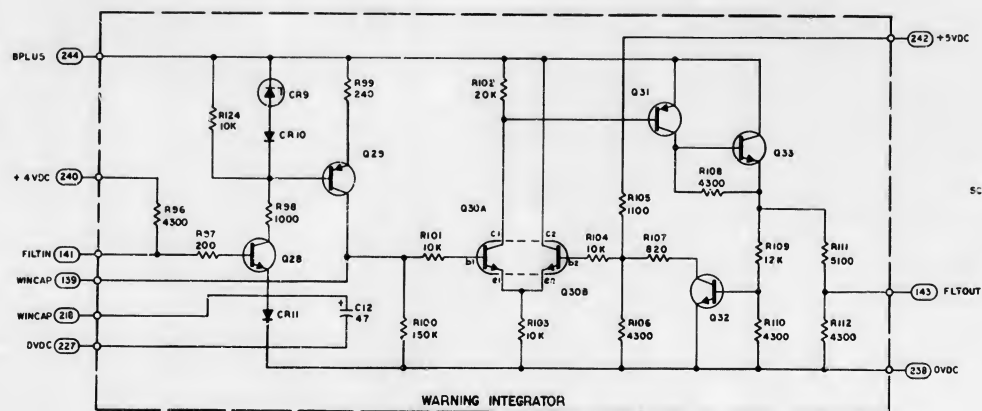 242 +5VDC
BPLUS 244
R99
240
CR9
R102
20K
Q31
R124
10K
CR10
Q29
Q33
+ 4VDC 240
R108
4300
SC
R98
1000
Q30A
R105
1100
R96
4300
R97
200
C1 C2
R101
10K
R104
10K
R107
820
R109
12K
R111
5100
FILTIN 141
Q28
b1 b2
WINCAP 139
e1
Q30B
143 FLTOUT
Q32
WINCAP 218
+ C12
47
CR11
R100
150K
R103
10K
R106
4300
R110
4300
R112
4300
0VDC 227
238 0VDC
WARNING INTEGRATOR